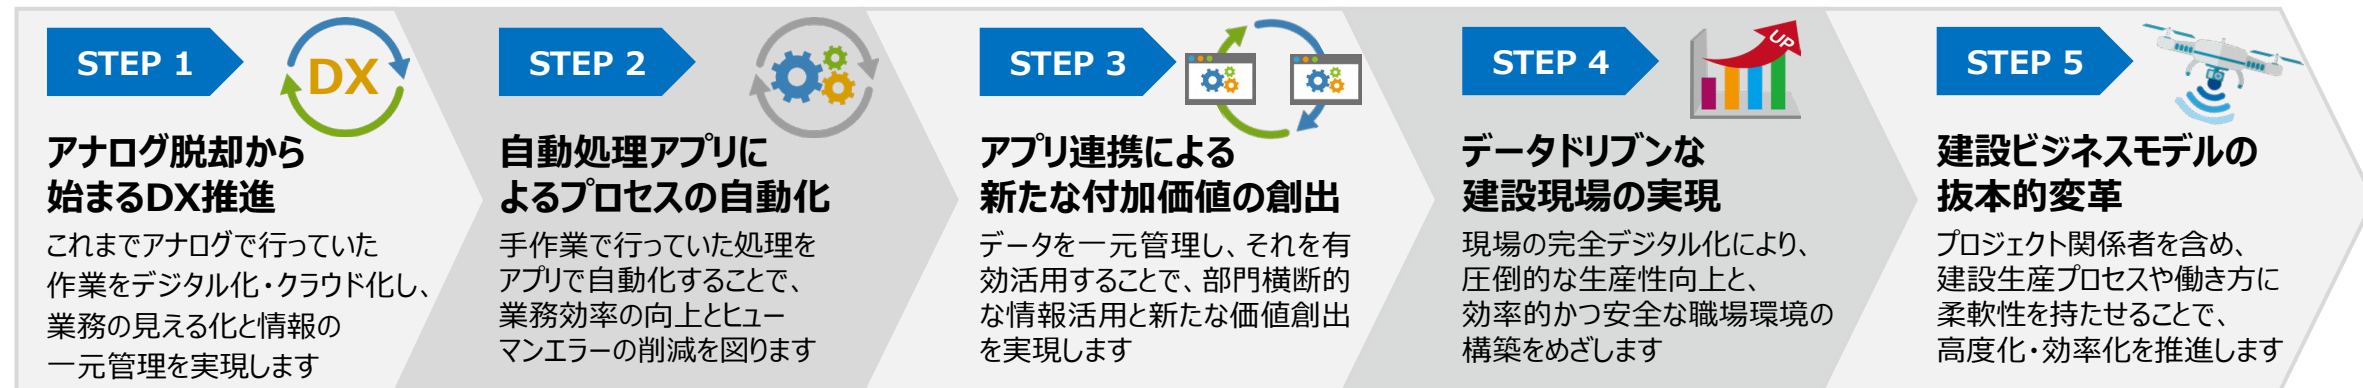 STEP 1
DX
アナログ脱却から
始まるDX推進
これまでアナログで行っていた
作業をデジタル化・クラウド化し、
業務の見える化と情報の
一元管理を実現します
STEP 2
自動処理アプリに
よるプロセスの自動化
手作業で行っていた処理を
アプリで自動化することで、
業務効率の向上とヒュー
マンエラーの削減を図ります
STEP 3
アプリ連携による
新たな付加価値の創出
データを一元管理し、それを有
効活用することで、部門横断的
な情報活用と新たな価値創出
を実現します
STEP 4
UP
データドリブンな
建設現場の実現
現場の完全デジタル化により、
圧倒的な生産性向上と、
効率的かつ安全な職場環境の
構築をめざします
STEP 5
建設ビジネスモデルの
抜本的変革
プロジェクト関係者を含め、
建設生産プロセスや働き方に
柔軟性を持たせることで、
高度化・効率化を推進します